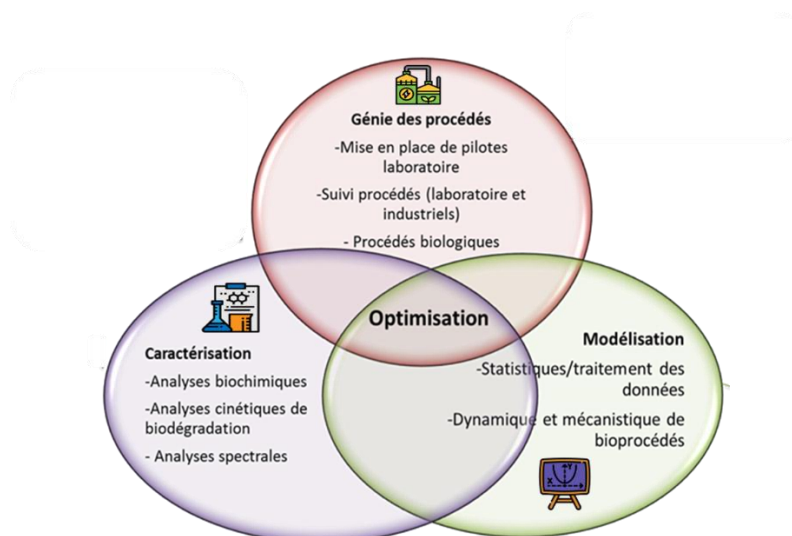 Génie des procédés
-Mise en place de pilotes
laboratoire
-Suivi procédés (laboratoire et
industriels)
- Procédés biologiques
Optimisation
Caractérisation
-Analyses biochimiques
-Analyses cinétiques de
biodégradation
- Analyses spectrales
Modélisation
-Statistiques/traitement des
données
-Dynamique et mécanistique de
bioprocédés
X
Y